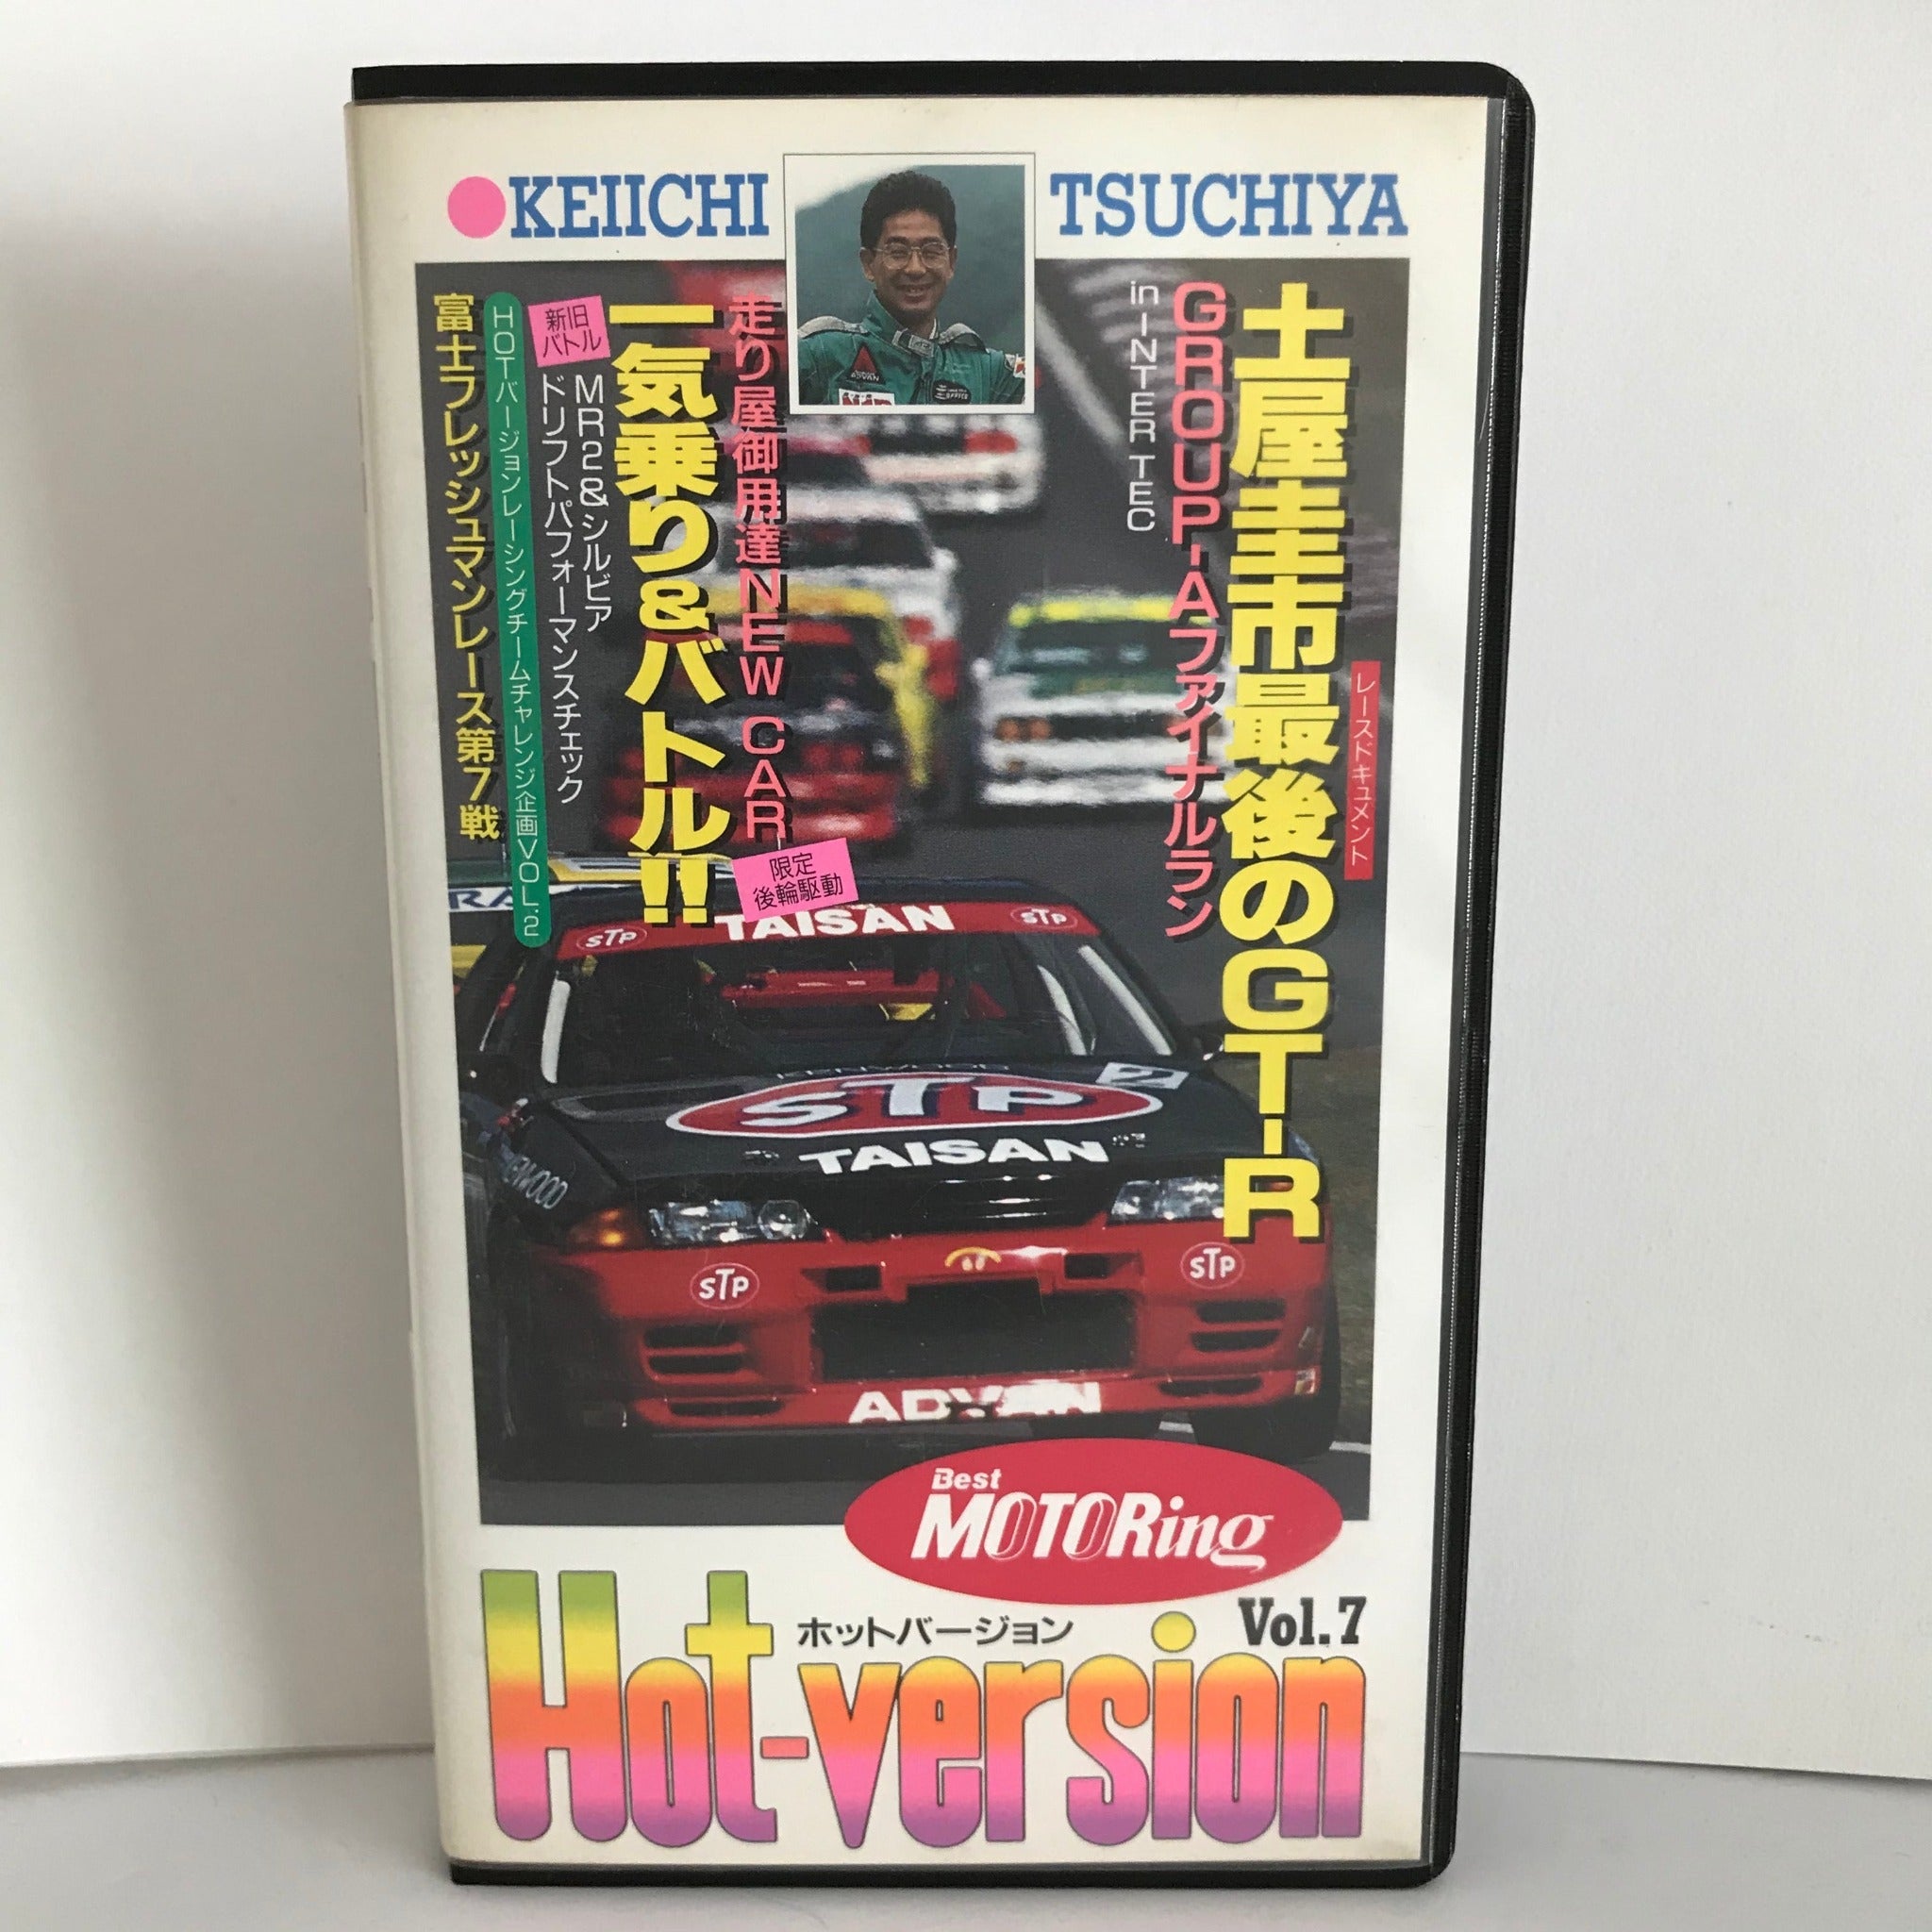 KEIICHI TSUCHIYA
レースドキュメント
土屋圭市最後のGT-R
GROUP-Aファイナルラン
in INTER TEC
走り屋御用達NEW CAR
限定
後輪駆動
一気乗り&バトル!!
新旧
バトル
MR2&シルビア
ドリフトパフォーマンスチェック
HOTバージョンレーシングチームチャレンジ企画VOL.2
富士フレッシュマンレース第7戦
ADVAN
STP
TAISAN
STP
KENWOOD
STP
TAISAN
STP
STP
ADVAN
Best
MOTORing
Vol.7
ホットバージョン
Hot-version